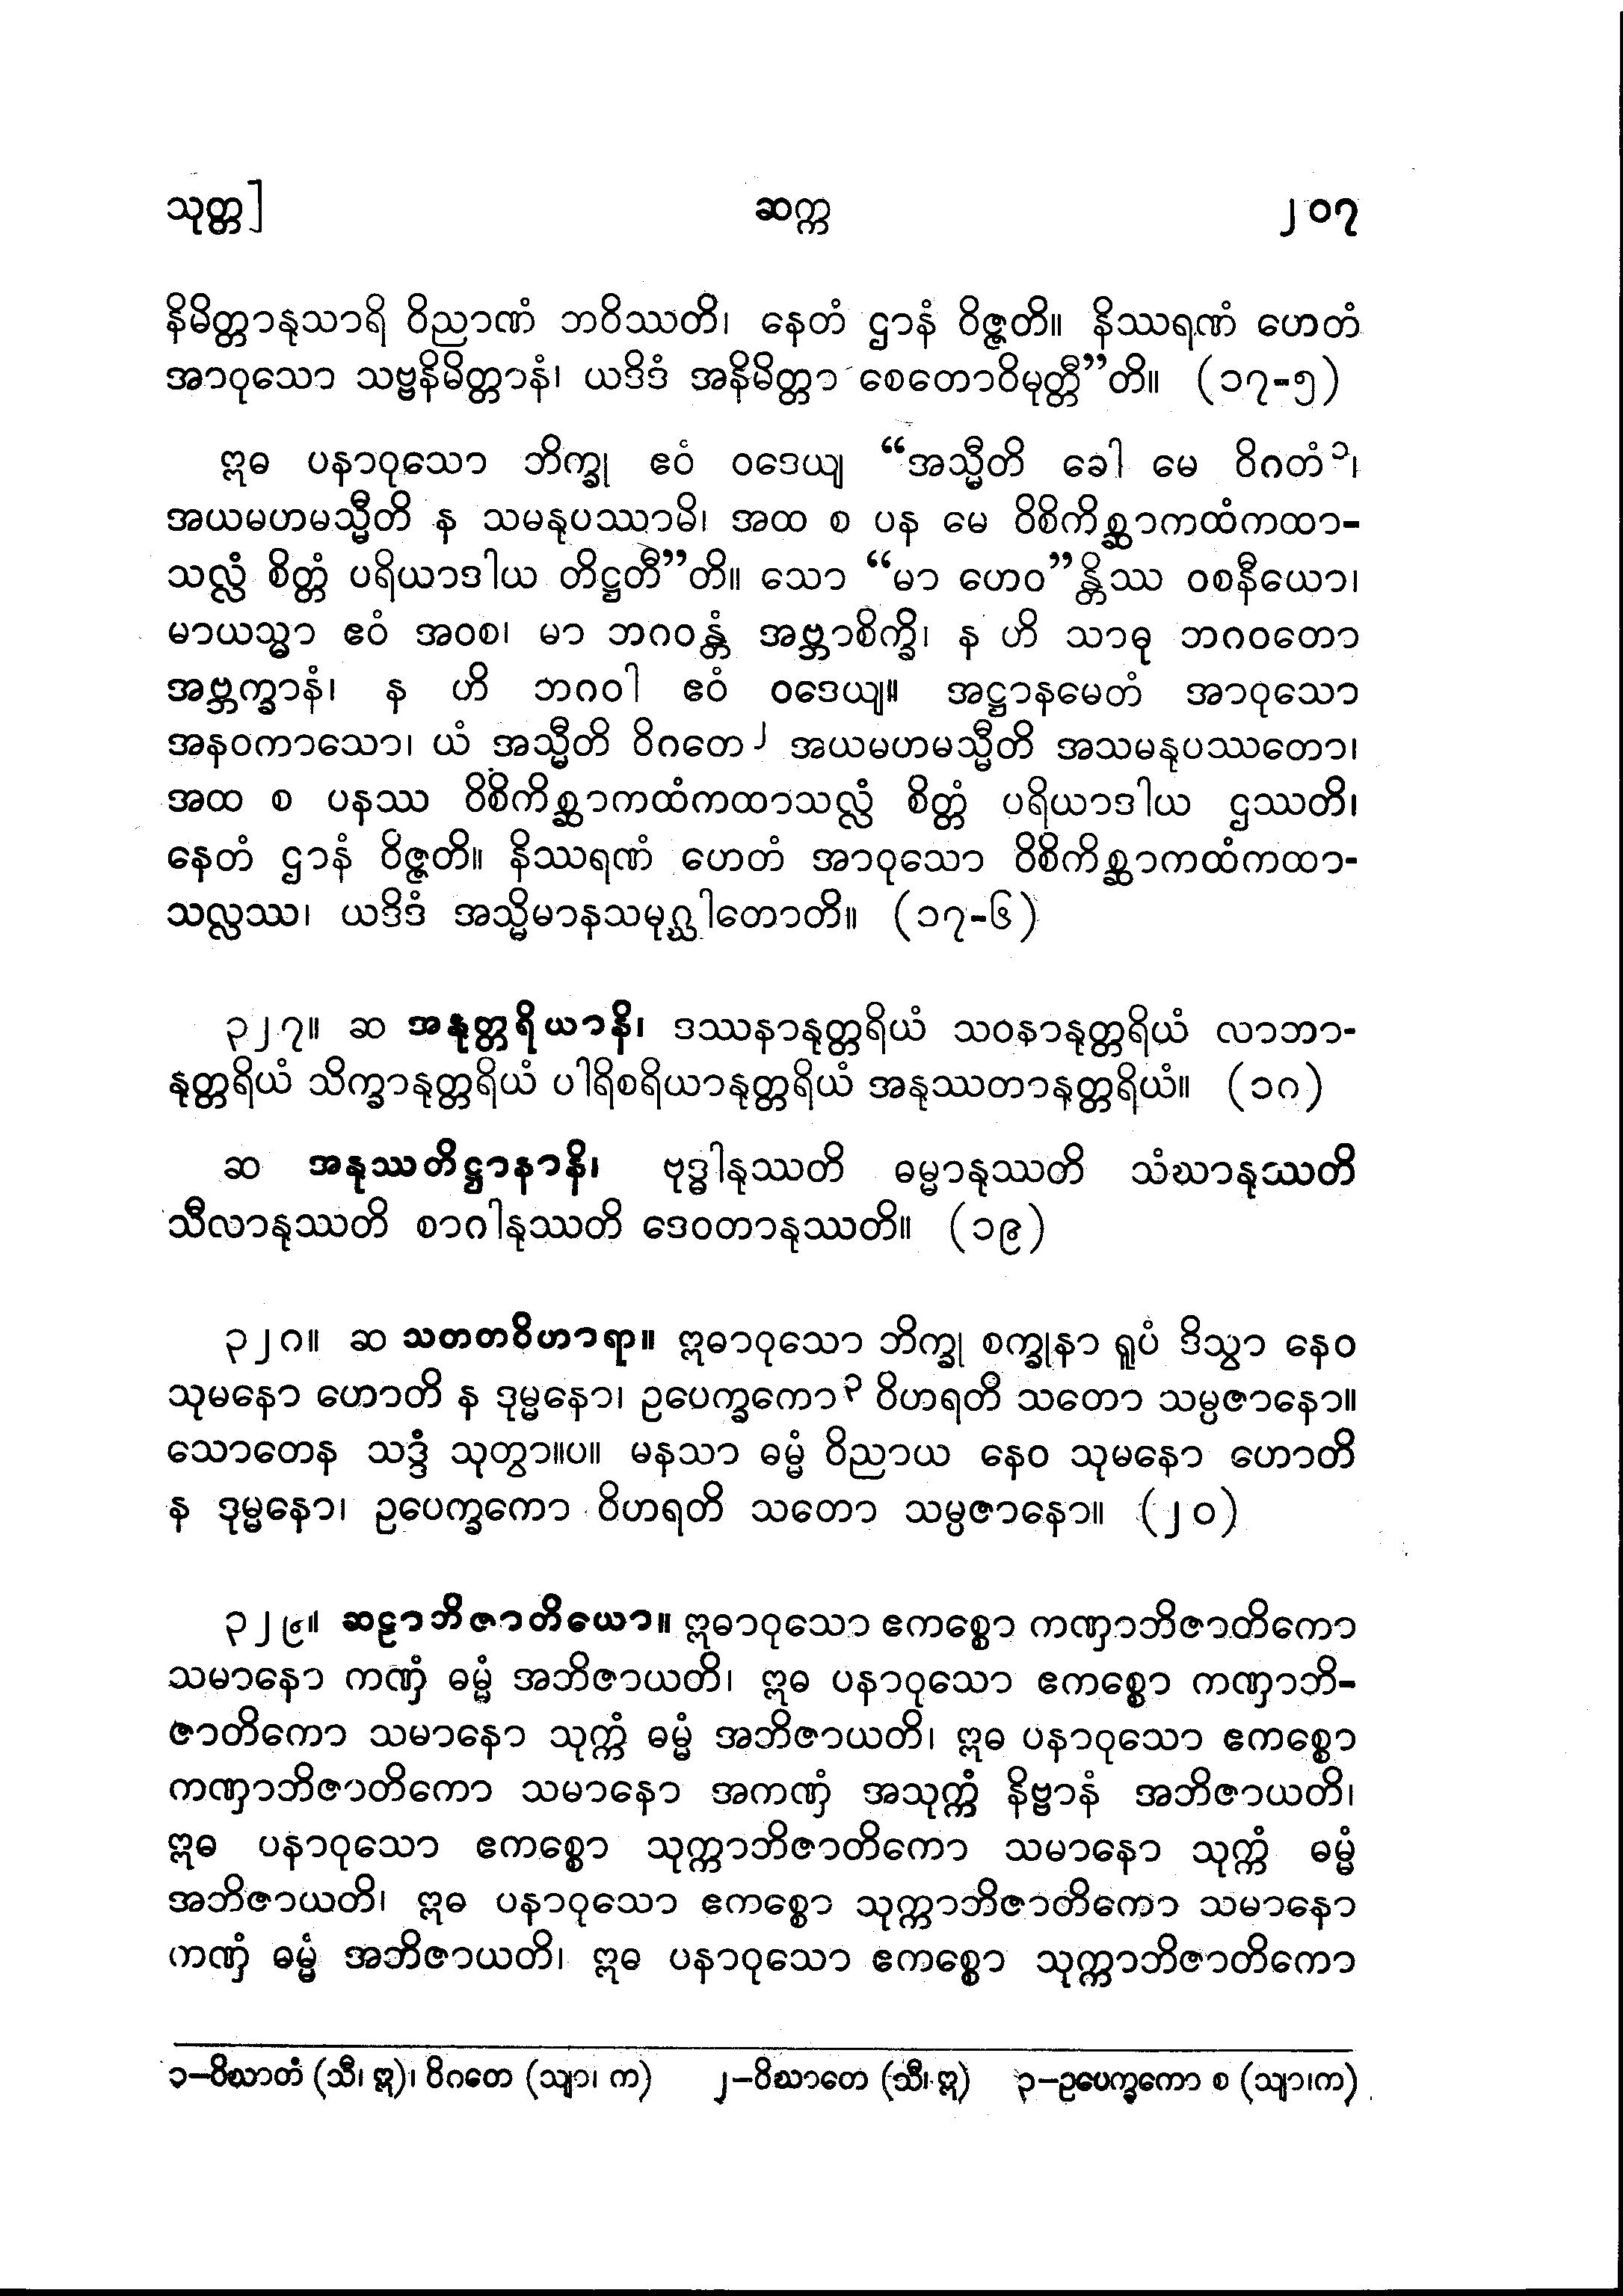 သုတ္တ]
ဆက္က
၂၀၇
နိမိတ္တာနုသာရိ ဝိညာဏံ ဘဝိဿတိ၊ နေတံ ဌာနံ ဝိဇ္ဇတိ။ နိဿရဏံ ဟေတံ
အာဝုသော သဗ္ဗနိမိတ္တာနံ၊ ယဒိဒံ အနိမိတ္တာ စေတောဝိမုတ္တီ”တိ။ (၁၇-၅)
ဣဓ ပနာဝုသော ဘိက္ခု ဧဝံ ဝဒေယျ “အသ္မီတိ ခေါ မေ ဝိဂတံ၁၊
အယမဟမသ္မီတိ န သမနုပဿာမိ၊ အထ စ ပန မေ ဝိစိကိစ္ဆာကထံကထာ-
သလ္လံ စိတ္တံ ပရိယာဒါယ တိဋ္ဌတီ”တိ။ သော “မာ ဟေဝ”န္တိဿ ဝစနီယော၊
မာယသ္မာ ဧဝံ အဝစ၊ မာ ဘဂဝန္တံ အဗ္ဘာစိက္ခိ၊ န ဟိ သာဓု ဘဂဝတော
အဗ္ဘက္ခာနံ၊ န ဟိ ဘဂဝါ ဧဝံ ဝဒေယျ။ အဋ္ဌာနမေတံ အာဝုသော
အနဝကာသော၊ ယံ အသ္မီတိ ဝိဂတေ၂ အယမဟမသ္မီတိ အသမနုပဿတော၊
အထ စ ပနဿ ဝိစိကိစ္ဆာကထံကထာသလ္လံ စိတ္တံ ပရိယာဒါယ ဌဿတိ၊
နေတံ ဌာနံ ဝိဇ္ဇတိ။ နိဿရဏံ ဟေတံ အာဝုသော ဝိစိကိစ္ဆာကထံကထာ-
သလ္လဿ၊ ယဒိဒံ အသ္မိမာနသမုဂ္ဃါတောတိ။ (၁၇-၆)
၃၂၇။ ဆ အနုတ္တရိယာနိ၊ ဒဿနာနုတ္တရိယံ သဝနာနုတ္တရိယံ လာဘာ-
နုတ္တရိယံ သိက္ခာနုတ္တရိယံ ပါရိစရိယာနုတ္တရိယံ အနုဿတာနုတ္တရိယံ။ (၁၈)
ဆ အနုဿတိဋ္ဌာနာနိ၊ ဗုဒ္ဓါနုဿတိ ဓမ္မာနုဿတိ သံဃာနုဿတိ
သီလာနုဿတိ စာဂါနုဿတိ ဒေဝတာနုဿတိ။ (၁၉)
၃၂၈။ ဆ သတတဝိဟာရာ။ ဣဓာဝုသော ဘိက္ခု စက္ခုနာ ရူပံ ဒိသွာ နေဝ
သုမနော ဟောတိ န ဒုမ္မနော၊ ဥပေက္ခကော၃ ဝိဟရတိ သတော သမ္ပဇာနော။
သောတေန သဒ္ဒံ သုတွာ။ပ။ မနသာ ဓမ္မံ ဝိညာယ နေဝ သုမနော ဟောတိ
န ဒုမ္မနော၊ ဥပေက္ခကော ဝိဟရတိ သတော သမ္ပဇာနော။ (၂၀)
၃၂၉။ ဆဠာဘိဇာတိယော။ ဣဓာဝုသော ဧကစ္စော ကဏှာဘိဇာတိကော
သမာနော ကဏှံ ဓမ္မံ အဘိဇာယတိ၊ ဣဓ ပနာဝုသော ဧကစ္စော ကဏှာဘိ-
ဇာတိကော သမာနော သုက္ကံ ဓမ္မံ အဘိဇာယတိ၊ ဣဓ ပနာဝုသော ဧကစ္စော
ကဏှာဘိဇာတိကော သမာနော အကဏှံ အသုက္ကံ နိဗ္ဗာနံ အဘိဇာယတိ၊
ဣဓ ပနာဝုသော ဧကစ္စော သုက္ကာဘိဇာတိကော သမာနော သုက္ကံ ဓမ္မံ
အဘိဇာယတိ၊ ဣဓ ပနာဝုသော ဧကစ္စော သုက္ကာဘိဇာတိကော သမာနော
ကဏှံ ဓမ္မံ အဘိဇာယတိ၊ ဣဓ ပနာဝုသော ဧကစ္စော သုက္ကာဘိဇာတိကော
၁-ဝိဃာတံ (သီ၊ ဣ)၊ ဝိဂတေ (သျာ၊ က) ၂-ဝိဃာတေ (သီ၊ ဣ) ၃-ဥပေက္ခကော စ (သျာ၊က)